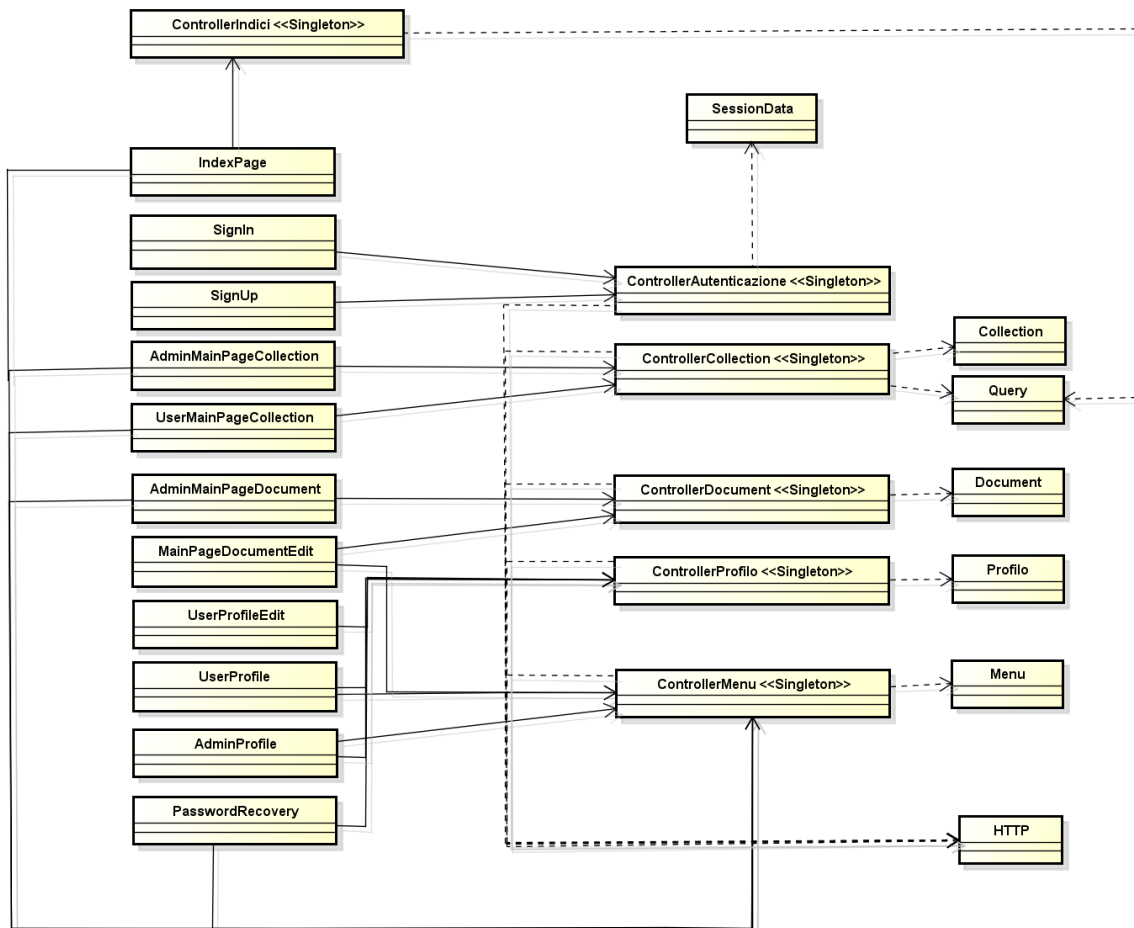 ControllerIndici <<Singleton>>
SessionData
IndexPage
SignIn
SignUp
ControllerAutenticazione <<Singleton>>
AdminMainPageCollection
ControllerCollection <<Singleton>>
Collection
UserMainPageCollection
Query
AdminMainPageDocument
ControllerDocument <<Singleton>>
Document
MainPageDocumentEdit
ControllerProfilo <<Singleton>>
Profilo
UserProfileEdit
UserProfile
ControllerMenu <<Singleton>>
Menu
AdminProfile
PasswordRecovery
HTTP